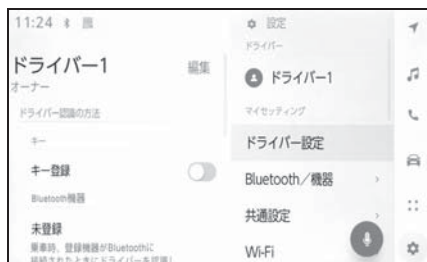 11:24
ドライバー1
編集
オーナー
ドライバー認識の方法
キー
キー登録
Bluetooth機器
未登録
乗車時、登録機器がBluetoothに
接続されたときにドライバーを認識し
設定
ドライバー
ドライバー1
マイセッティング
ドライバー設定
Bluetooth／機器
共通設定
Wi-Fi